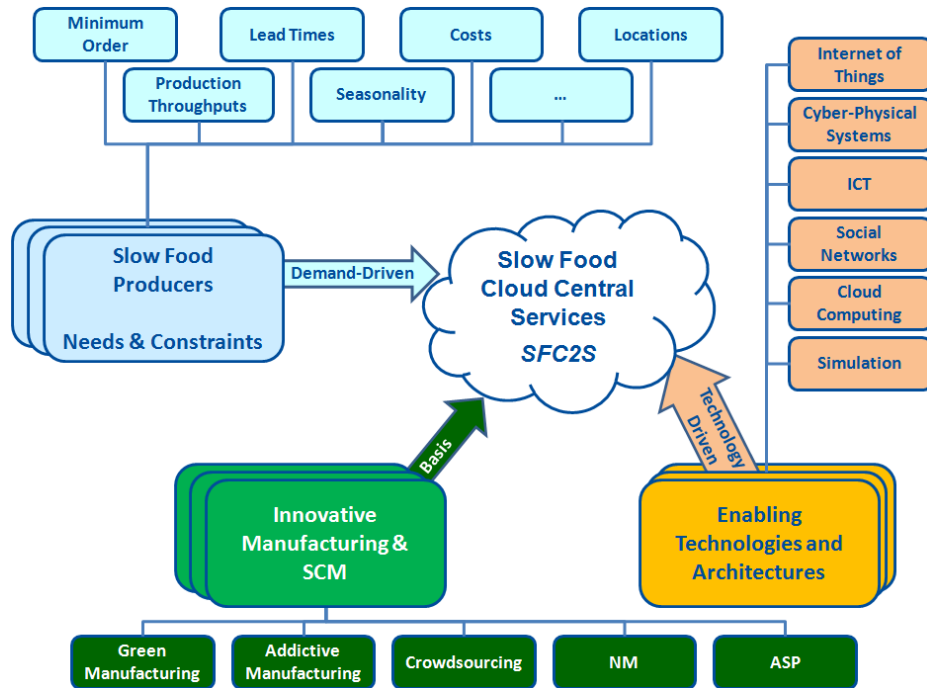 Minimum
Order
Lead Times
Costs
Locations
Production
Throughputs
Seasonality
...
Internet of
Things
Cyber-Physical
Systems
ICT
Social
Networks
Cloud
Computing
Simulation
Slow Food
Producers
Needs & Constraints
Demand-Driven
Slow Food
Cloud Central
Services
SFC2S
Basis
Technology
Driven
Innovative
Manufacturing &
SCM
Enabling
Technologies and
Architectures
Green
Manufacturing
Addictive
Manufacturing
Crowdsourcing
NM
ASP